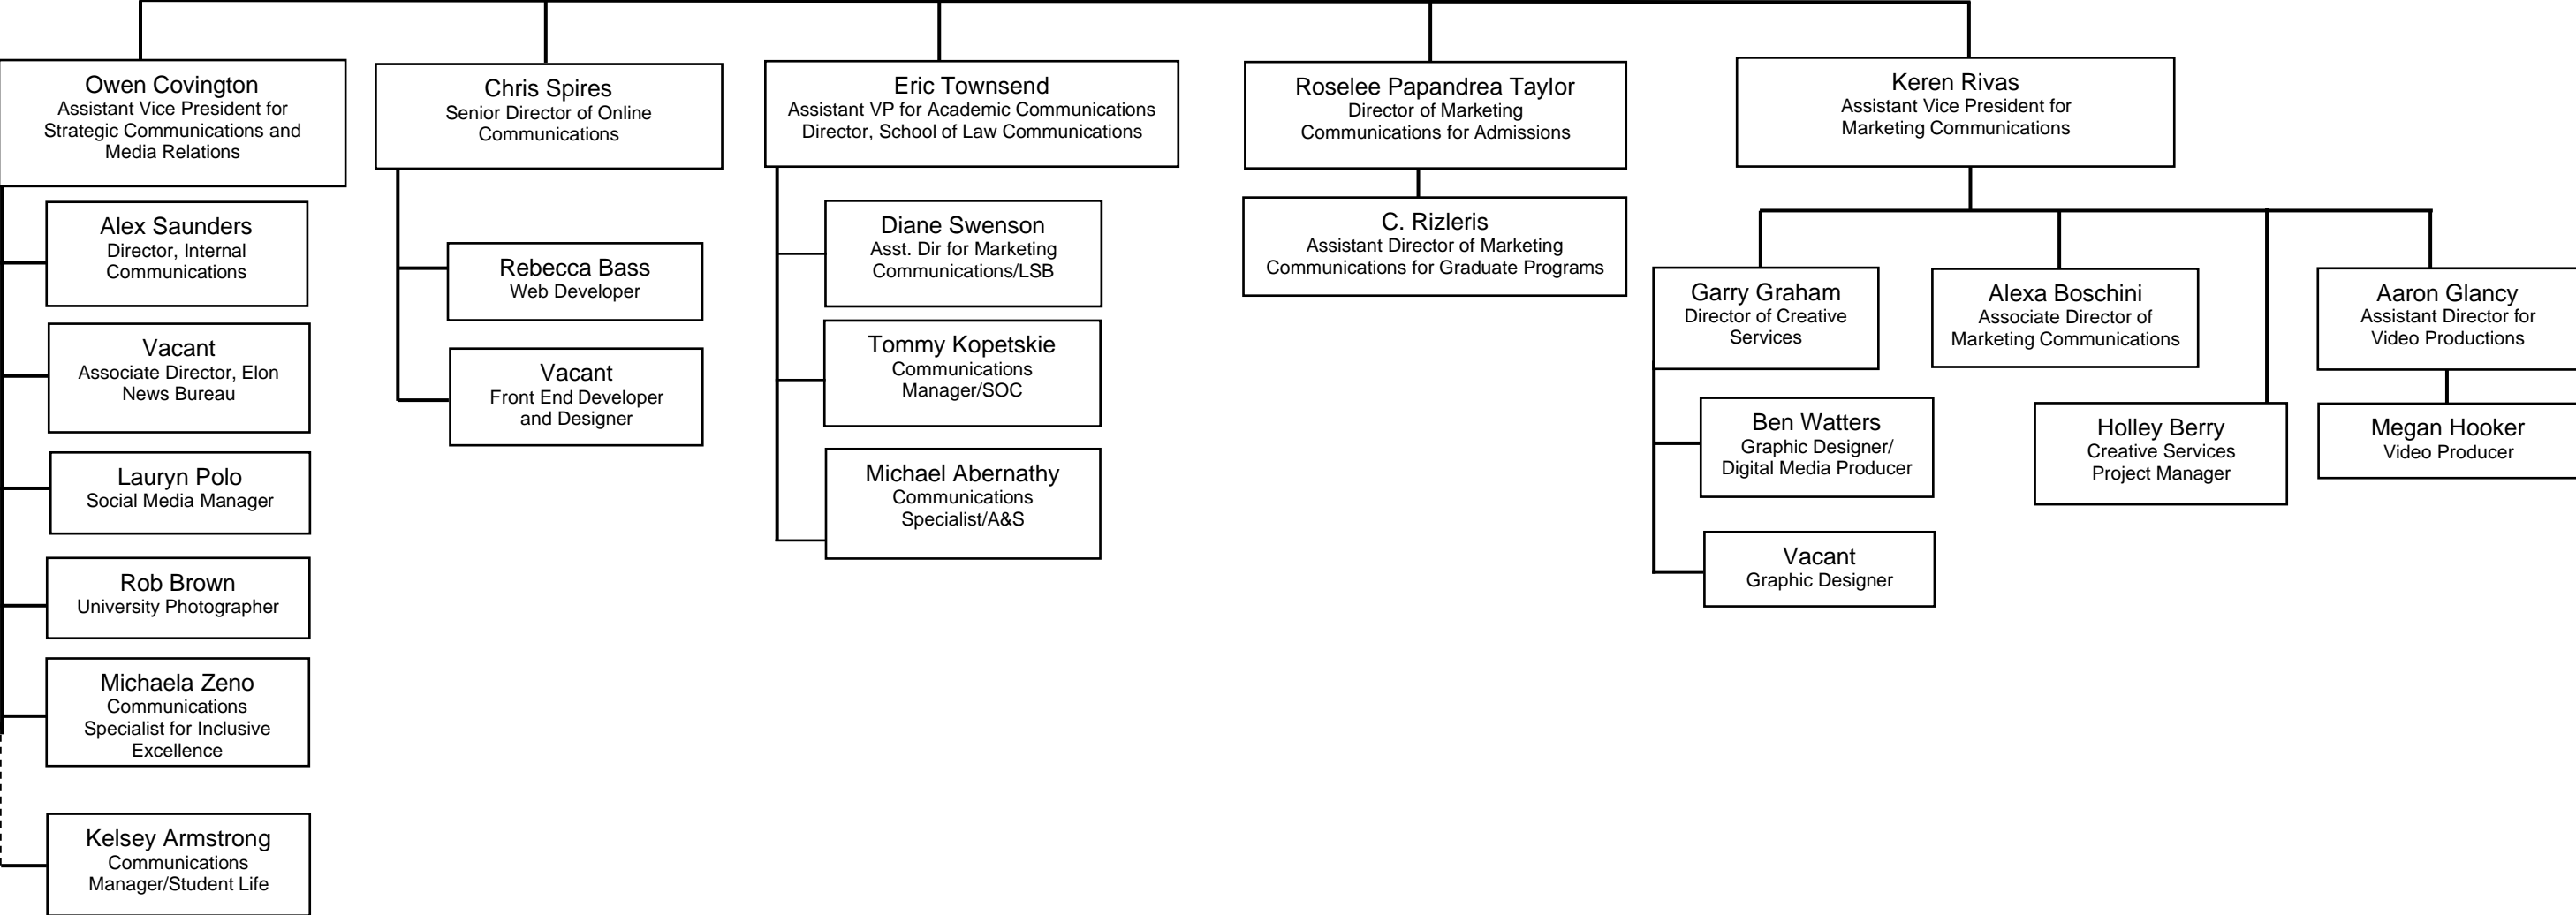 Owen Covington
Assistant Vice President for
Strategic Communications and
Media Relations
Alex Saunders
Director, Internal
Communications
Vacant
Associate Director, Elon
News Bureau
Lauryn Polo
Social Media Manager
Rob Brown
University Photographer
Michaela Zeno
Communications
Specialist for Inclusive
Excellence
Kelsey Armstrong
Communications
Manager/Student Life
Chris Spires
Senior Director of Online
Communications
Rebecca Bass
Web Developer
Vacant
Front End Developer
and Designer
Eric Townsend
Assistant VP for Academic Communications
Director, School of Law Communications
Diane Swenson
Asst. Dir for Marketing
Communications/LSB
Tommy Kopetskie
Communications
Manager/SOC
Michael Abernathy
Communications
Specialist/A&S
Roselee Papandrea Taylor
Director of Marketing
Communications for Admissions
C. Rizleris
Assistant Director of Marketing
Communications for Graduate Programs
Keren Rivas
Assistant Vice President for
Marketing Communications
Garry Graham
Director of Creative
Services
Ben Watters
Graphic Designer/
Digital Media Producer
Vacant
Graphic Designer
Alexa Boschini
Associate Director of
Marketing Communications
Holley Berry
Creative Services
Project Manager
Aaron Glancy
Assistant Director for
Video Productions
Megan Hooker
Video Producer